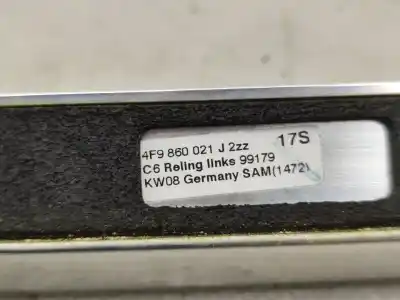 17S
4F9 860 021 J 2zz
C6 Reling links 99179
KW08 Germany SAM(1472)